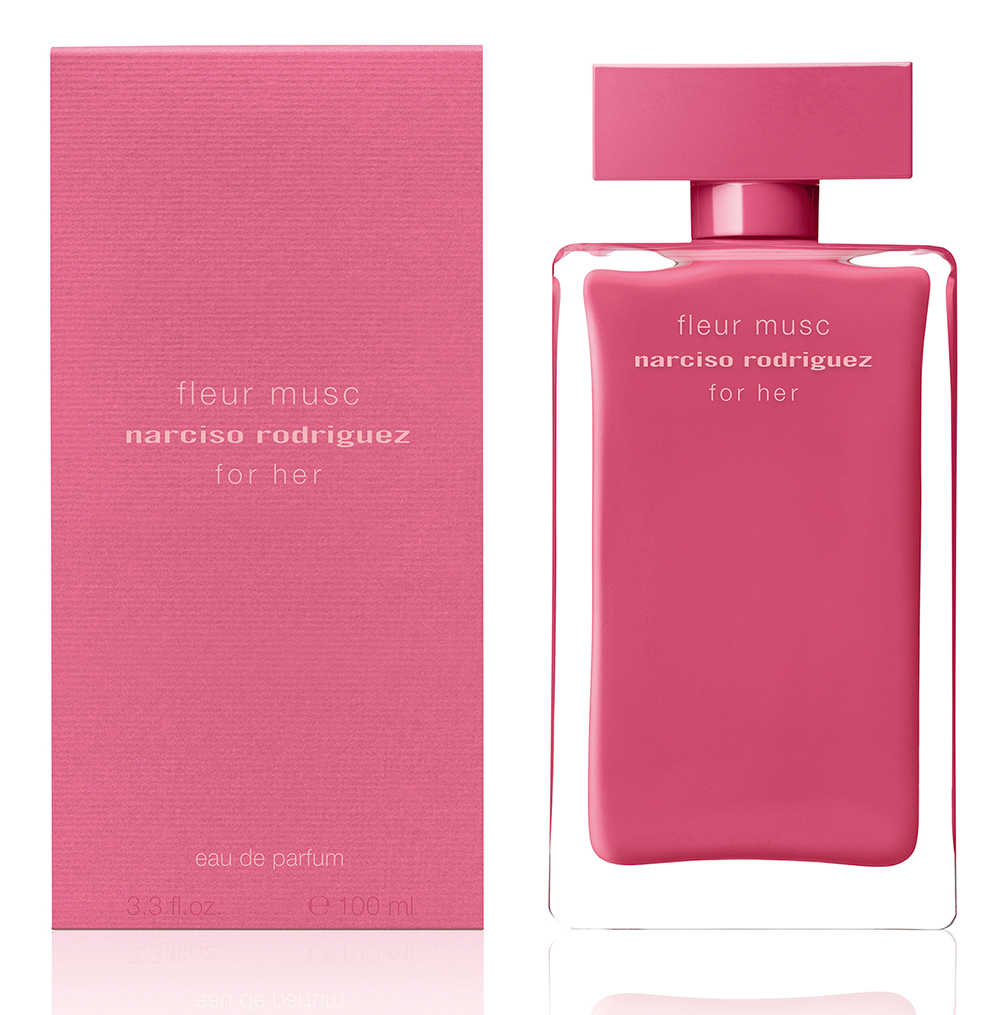 fleur musc
narciso rodriguez
for her
eau de parfum
3.3 fl.oz. ℮ 100 ml
fleur musc
narciso rodriguez
for her